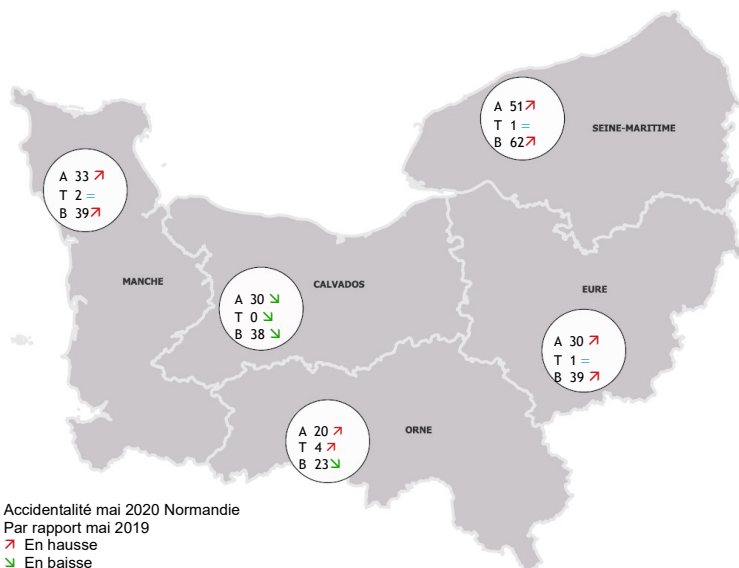 A 51 ↗
T 1 =
B 62 ↗
SEINE-MARITIME
A 33 ↗
T 2 =
B 39 ↗
MANCHE
A 30 ↘
T 0 ↘
B 38 ↘
CALVADOS
EURE
A 30 ↗
T 1 =
B 39 ↗
A 20 ↗
T 4 ↗
B 23 ↘
ORNE
Accidentalité mai 2020 Normandie
Par rapport mai 2019
↗ En hausse
↘ En baisse